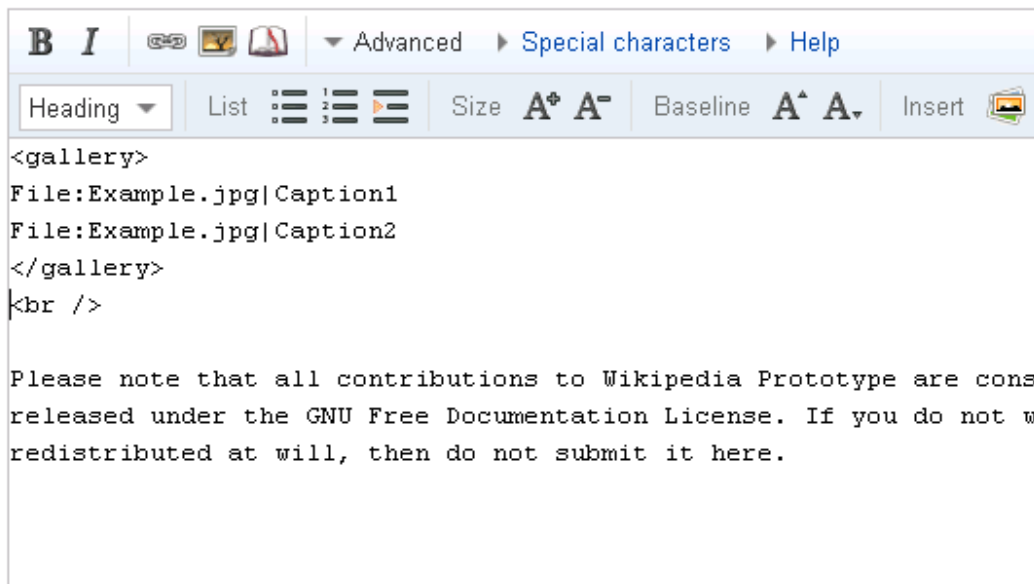 B I Advanced Special characters Help
Heading List Size A A Baseline A A Insert
<gallery>
File:Example.jpg|Caption1
File:Example.jpg|Caption2
</gallery>
<br />
Please note that all contributions to Wikipedia Prototype are cons
released under the GNU Free Documentation License. If you do not w
redistributed at will, then do not submit it here.